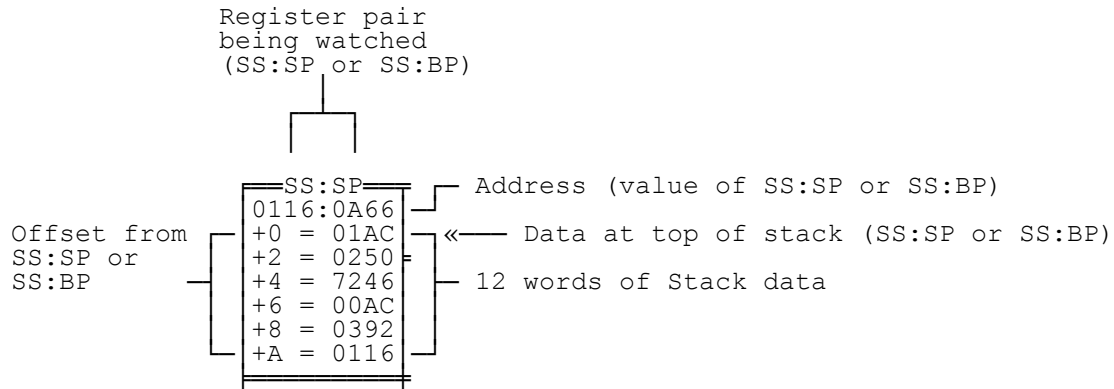 Register pair
being watched
(SS:SP or SS:BP)
SS:SP
Address (value of SS:SP or SS:BP)
0116:0A66
Offset from
SS:SP or
SS:BP
+0 = 01AC
« Data at top of stack (SS:SP or SS:BP)
+2 = 0250
+4 = 7246
12 words of Stack data
+6 = 00AC
+8 = 0392
+A = 0116